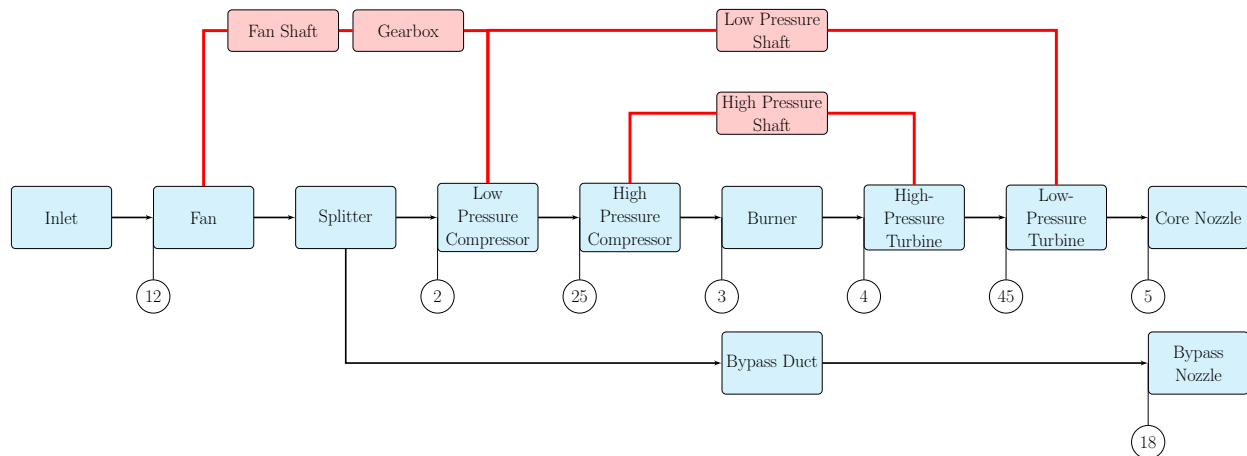 Fan Shaft
Gearbox
Low Pressure
Shaft
High Pressure
Shaft
Inlet
Fan
Splitter
Low
Pressure
Compressor
High
Pressure
Compressor
Burner
High-
Pressure
Turbine
Low-
Pressure
Turbine
Core Nozzle
12
2
25
3
4
45
5
Bypass Duct
Bypass
Nozzle
18